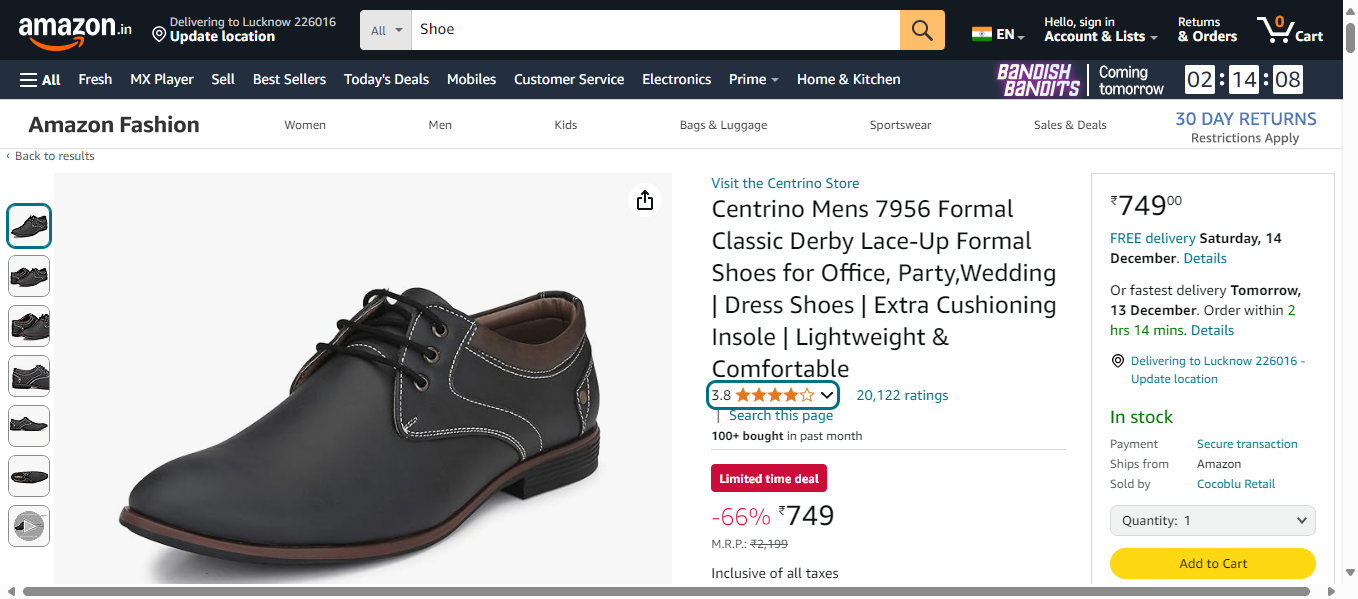 amazon.in
Delivering to Lucknow 226016
Update location
All
Shoe
EN
Hello, sign in
Account & Lists
Returns
& Orders
0
Cart
All
Fresh
MX Player
Sell
Best Sellers
Today's Deals
Mobiles
Customer Service
Electronics
Prime
Home & Kitchen
BANDISH
BANDITS
Coming
tomorrow
02 : 14 : 08
Amazon Fashion
Women
Men
Kids
Bags & Luggage
Sportswear
Sales & Deals
30 DAY RETURNS
Restrictions Apply
‹ Back to results
Visit the Centrino Store
Centrino Mens 7956 Formal
Classic Derby Lace-Up Formal
Shoes for Office, Party,Wedding
| Dress Shoes | Extra Cushioning
Insole | Lightweight &
Comfortable
3.8
20,122 ratings
| Search this page
100+ bought in past month
Limited time deal
-66% ₹749
M.R.P.: ₹2,199
Inclusive of all taxes
₹74900
FREE delivery Saturday, 14
December. Details
Or fastest delivery Tomorrow,
13 December. Order within 2
hrs 14 mins. Details
Delivering to Lucknow 226016 -
Update location
In stock
Payment Secure transaction
Ships from Amazon
Sold by Cocoblu Retail
Quantity: 1
Add to Cart